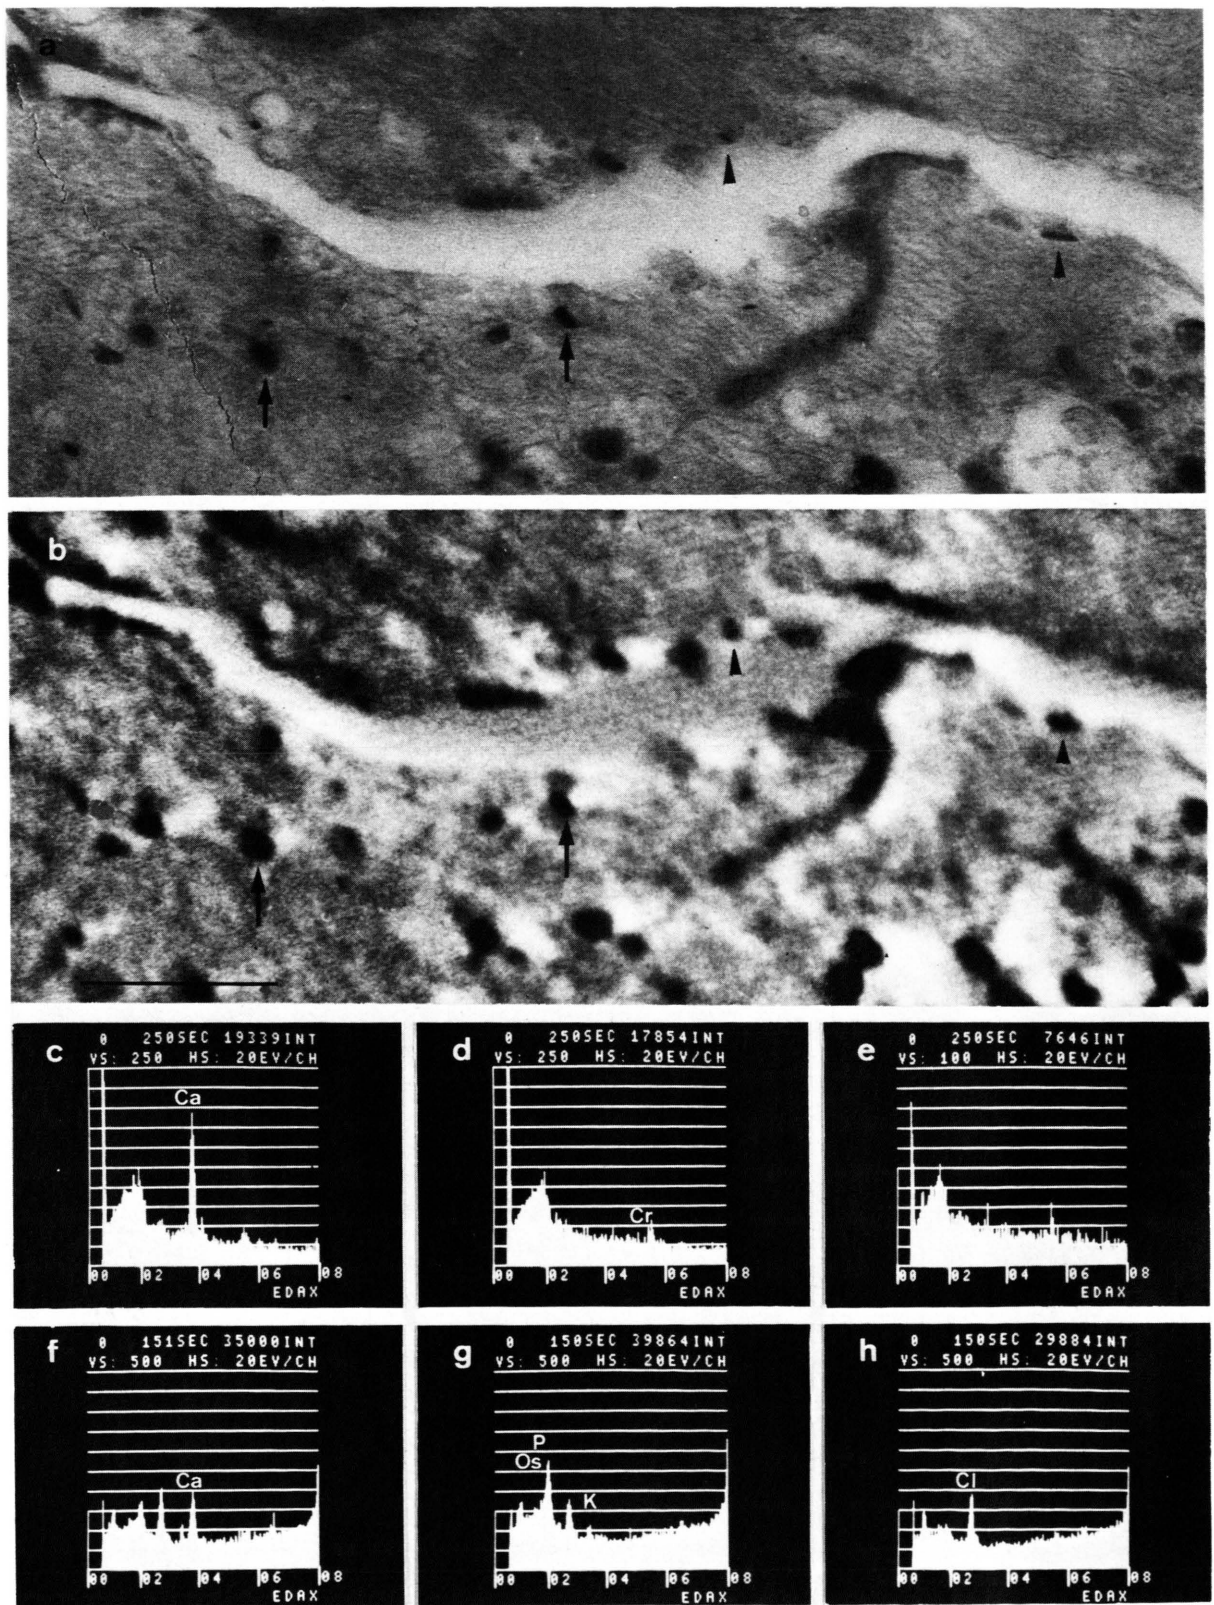 a
b
c
0 250SEC 19339INT
VS: 250 HS: 20EV/CH
Ca
00 02 04 06 08
EDAX
d
0 250SEC 17854INT
VS: 250 HS: 20EV/CH
Cr
00 02 04 06 08
EDAX
e
0 250SEC 7646INT
VS: 100 HS: 20EV/CH
00 02 04 06 08
EDAX
f
0 151SEC 35000INT
VS: 500 HS: 20EV/CH
Ca
00 02 04 06 08
EDAX
g
0 150SEC 39864INT
VS: 500 HS: 20EV/CH
P
Os
K
00 02 04 06 08
EDAX
h
0 150SEC 29884INT
VS: 500 HS: 20EV/CH
Cl
00 02 04 06 08
EDAX